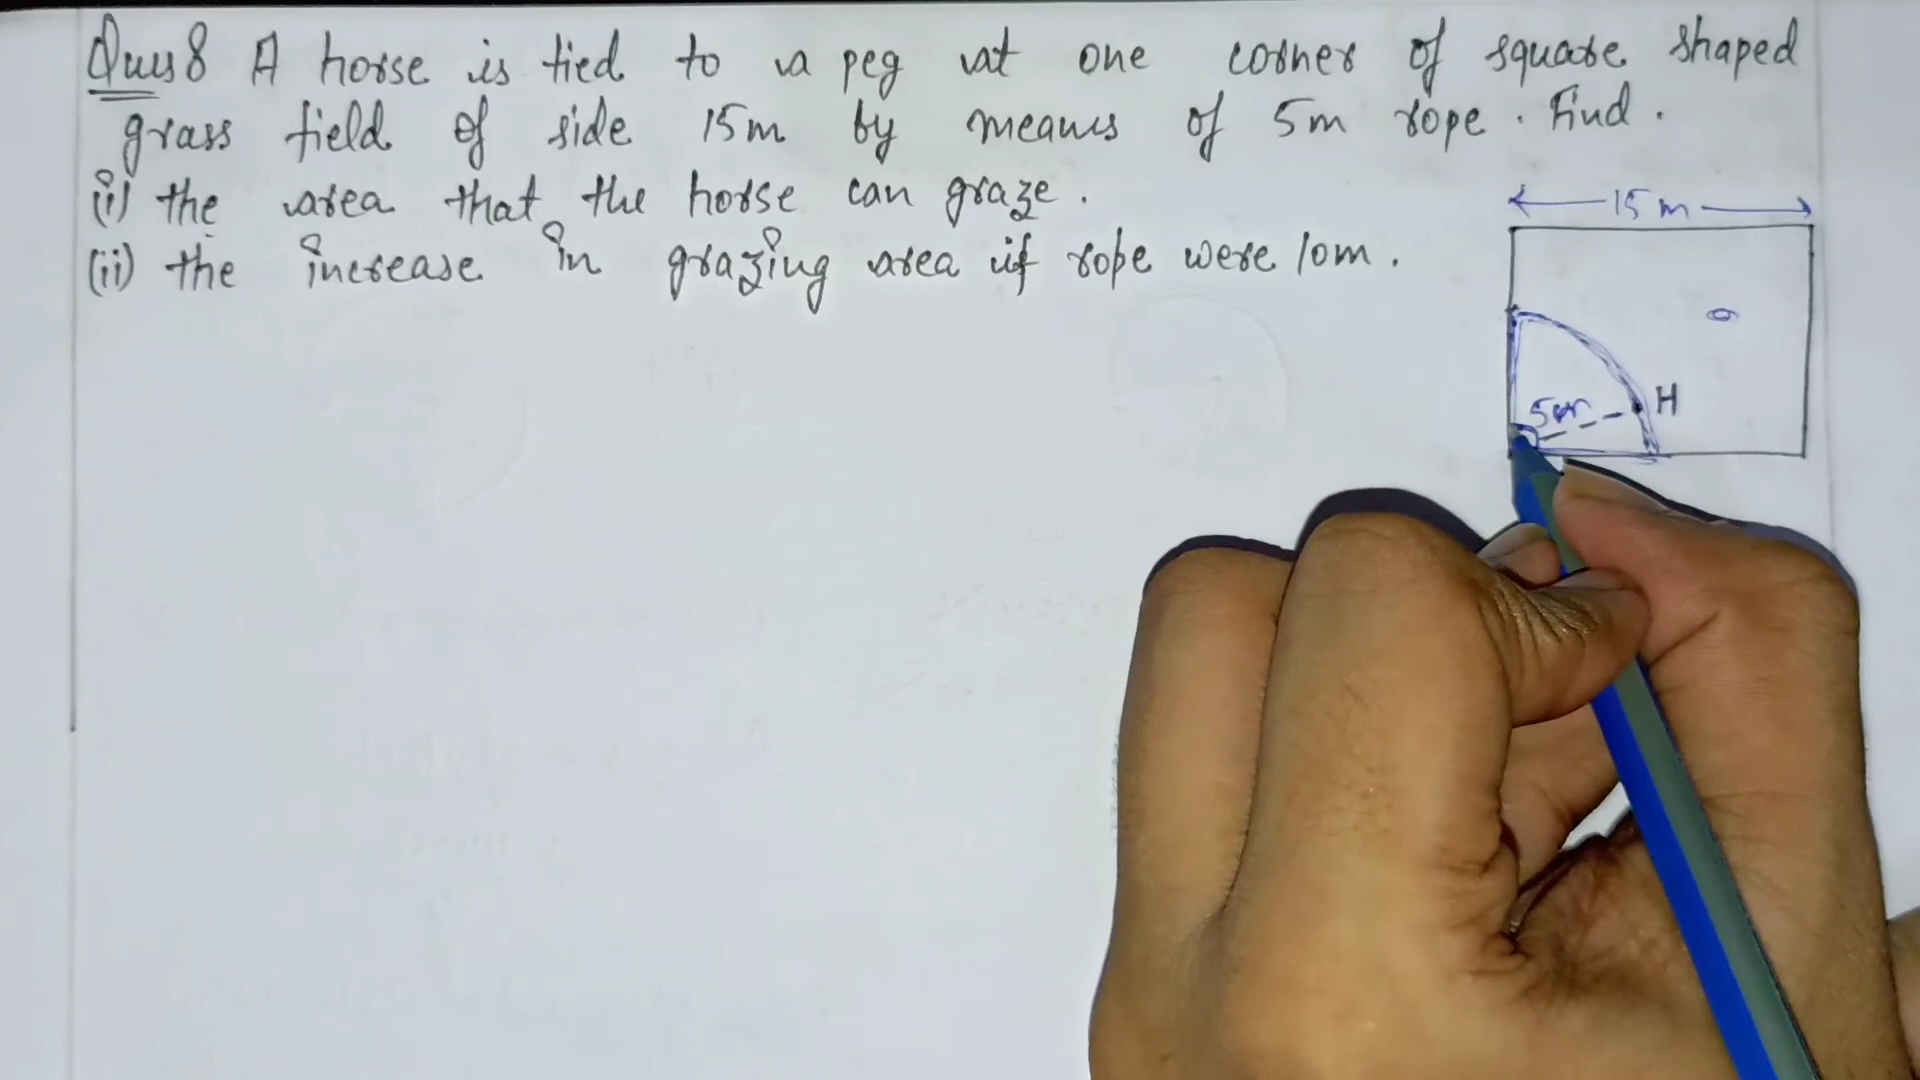 Ques 8 A horse is tied to a peg at one corner of square shaped
grass field of side 15m by means of 5m rope. Find.
(i) the area that the horse can graze.
(ii) the increase in grazing area if rope were 10m.
15 m
5m
H